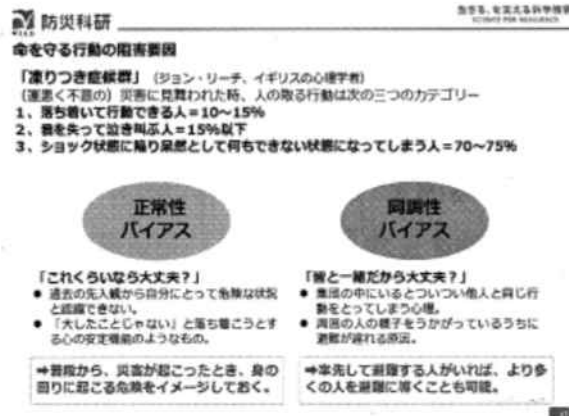 防災科研
生きる、を支える科学技術
SCIENCE FOR RESILIENCE
命を守る行動の阻害要因
「凍りつき症候群」（ジョン・リーチ、イギリスの心理学者）
（運悪く不意の）災害に見舞われた時、人の取る行動は次の三つのカテゴリー
1、落ち着いて行動できる人＝10～15%
2、我を失って泣き叫ぶ人＝15%以下
3、ショック状態に陥り呆然として何もできない状態になってしまう人＝70～75%
正常性
バイアス
同調性
バイアス
「これくらいなら大丈夫？」
● 過去の先入観から自分にとって危険な状況
と認識できない。
● 「大したことじゃない」と落ち着こうとす
る心の安定機能のようなもの。
➡普段から、災害が起こったとき、身の
回りに起こる危険をイメージしておく。
「皆と一緒だから大丈夫？」
● 集団の中にいるとついつい他人と同じ行
動をとってしまう心理。
● 周囲の人の様子をうかがっているうちに
避難が遅れる原因。
➡率先して避難する人がいれば、より多
くの人を避難に導くことも可能。